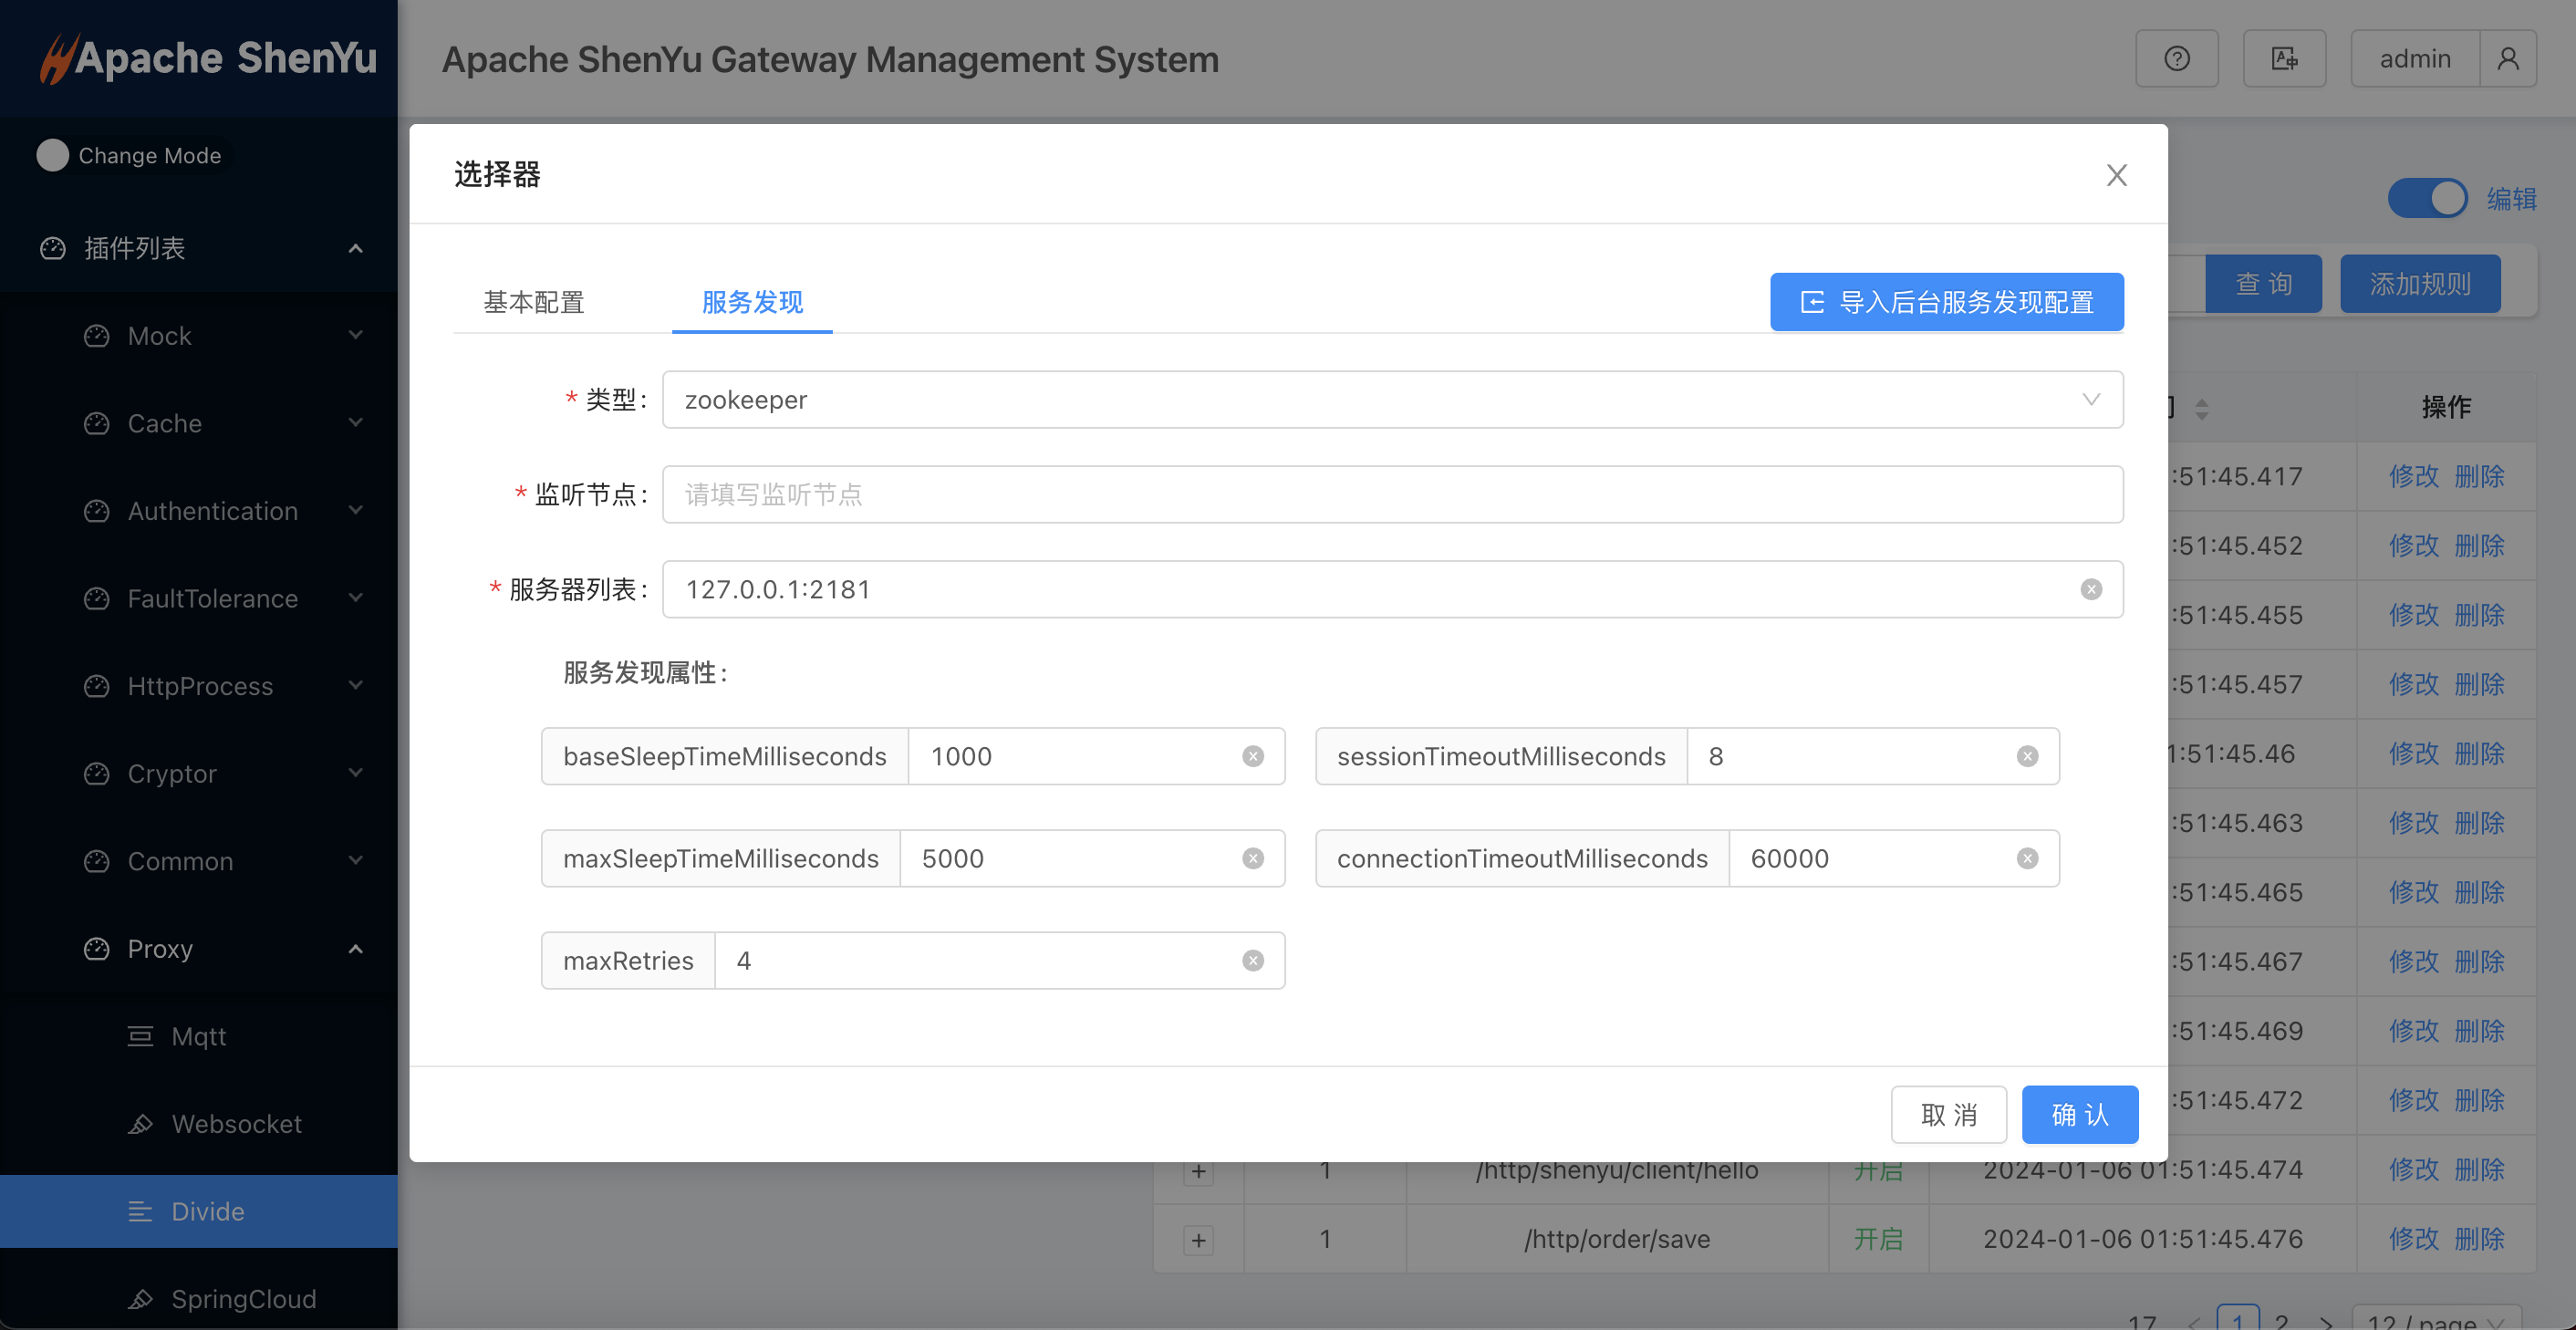 Apache ShenYu
Apache ShenYu Gateway Management System
admin
Change Mode
插件列表
Mock
Cache
Authentication
FaultTolerance
HttpProcess
Cryptor
Common
Proxy
Mqtt
Websocket
Divide
SpringCloud
选择器
编辑
基本配置
服务发现
导入后台服务发现配置
查 询
添加规则
* 类型:
zookeeper
* 监听节点:
请填写监听节点
* 服务器列表:
127.0.0.1:2181
服务发现属性:
baseSleepTimeMilliseconds 1000
sessionTimeoutMilliseconds 8
maxSleepTimeMilliseconds 5000
connectionTimeoutMilliseconds 60000
maxRetries 4
取 消
确 认
操作
:51:45.417 修改 删除
:51:45.452 修改 删除
:51:45.455 修改 删除
:51:45.457 修改 删除
1:51:45.46 修改 删除
:51:45.463 修改 删除
:51:45.465 修改 删除
:51:45.467 修改 删除
:51:45.469 修改 删除
:51:45.472 修改 删除
1 /http/shenyu/client/hello 开启 2024-01-06 01:51:45.474 修改 删除
1 /http/order/save 开启 2024-01-06 01:51:45.476 修改 删除
17 < 1 2 > 12 / page